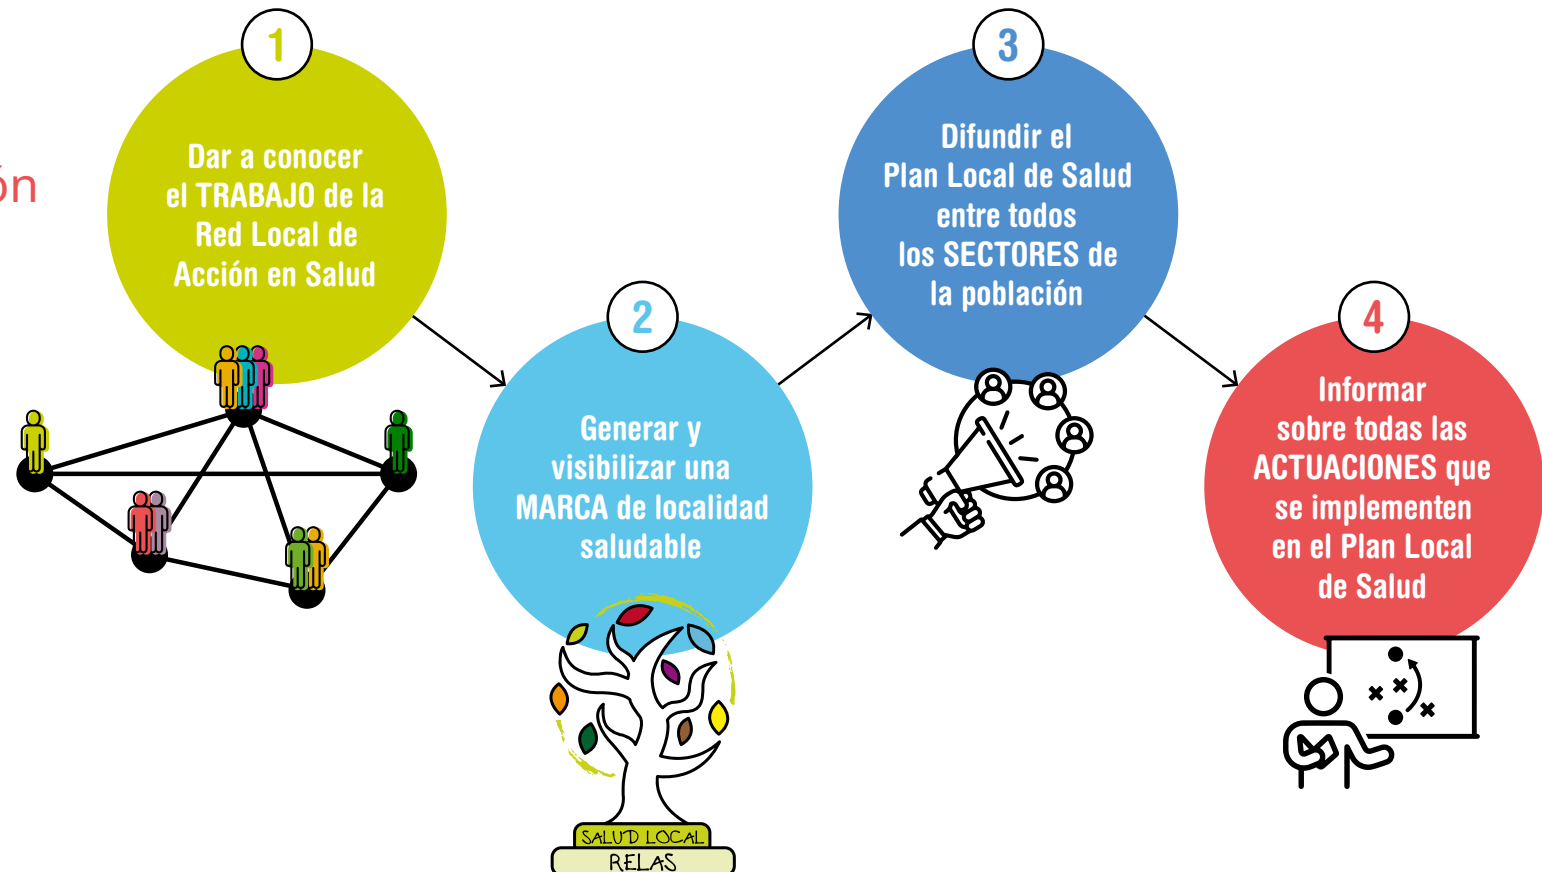 ón
1
Dar a conocer
el TRABAJO de la
Red Local de
Acción en Salud
2
Generar y
visibilizar una
MARCA de localidad
saludable
SALUD LOCAL
RELAS
3
Difundir el
Plan Local de Salud
entre todos
los SECTORES de
la población
4
Informar
sobre todas las
ACTUACIONES que
se implementen
en el Plan Local
de Salud